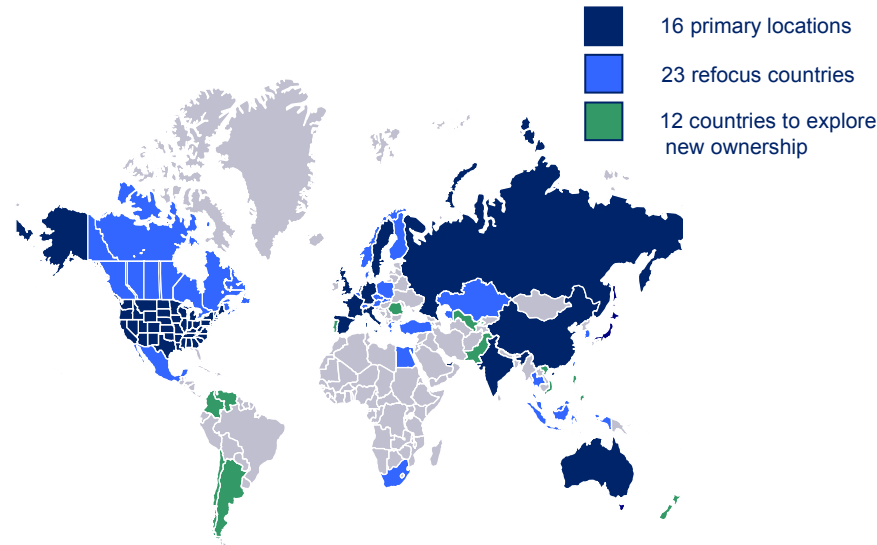 16 primary locations
23 refocus countries
12 countries to explore
new ownership